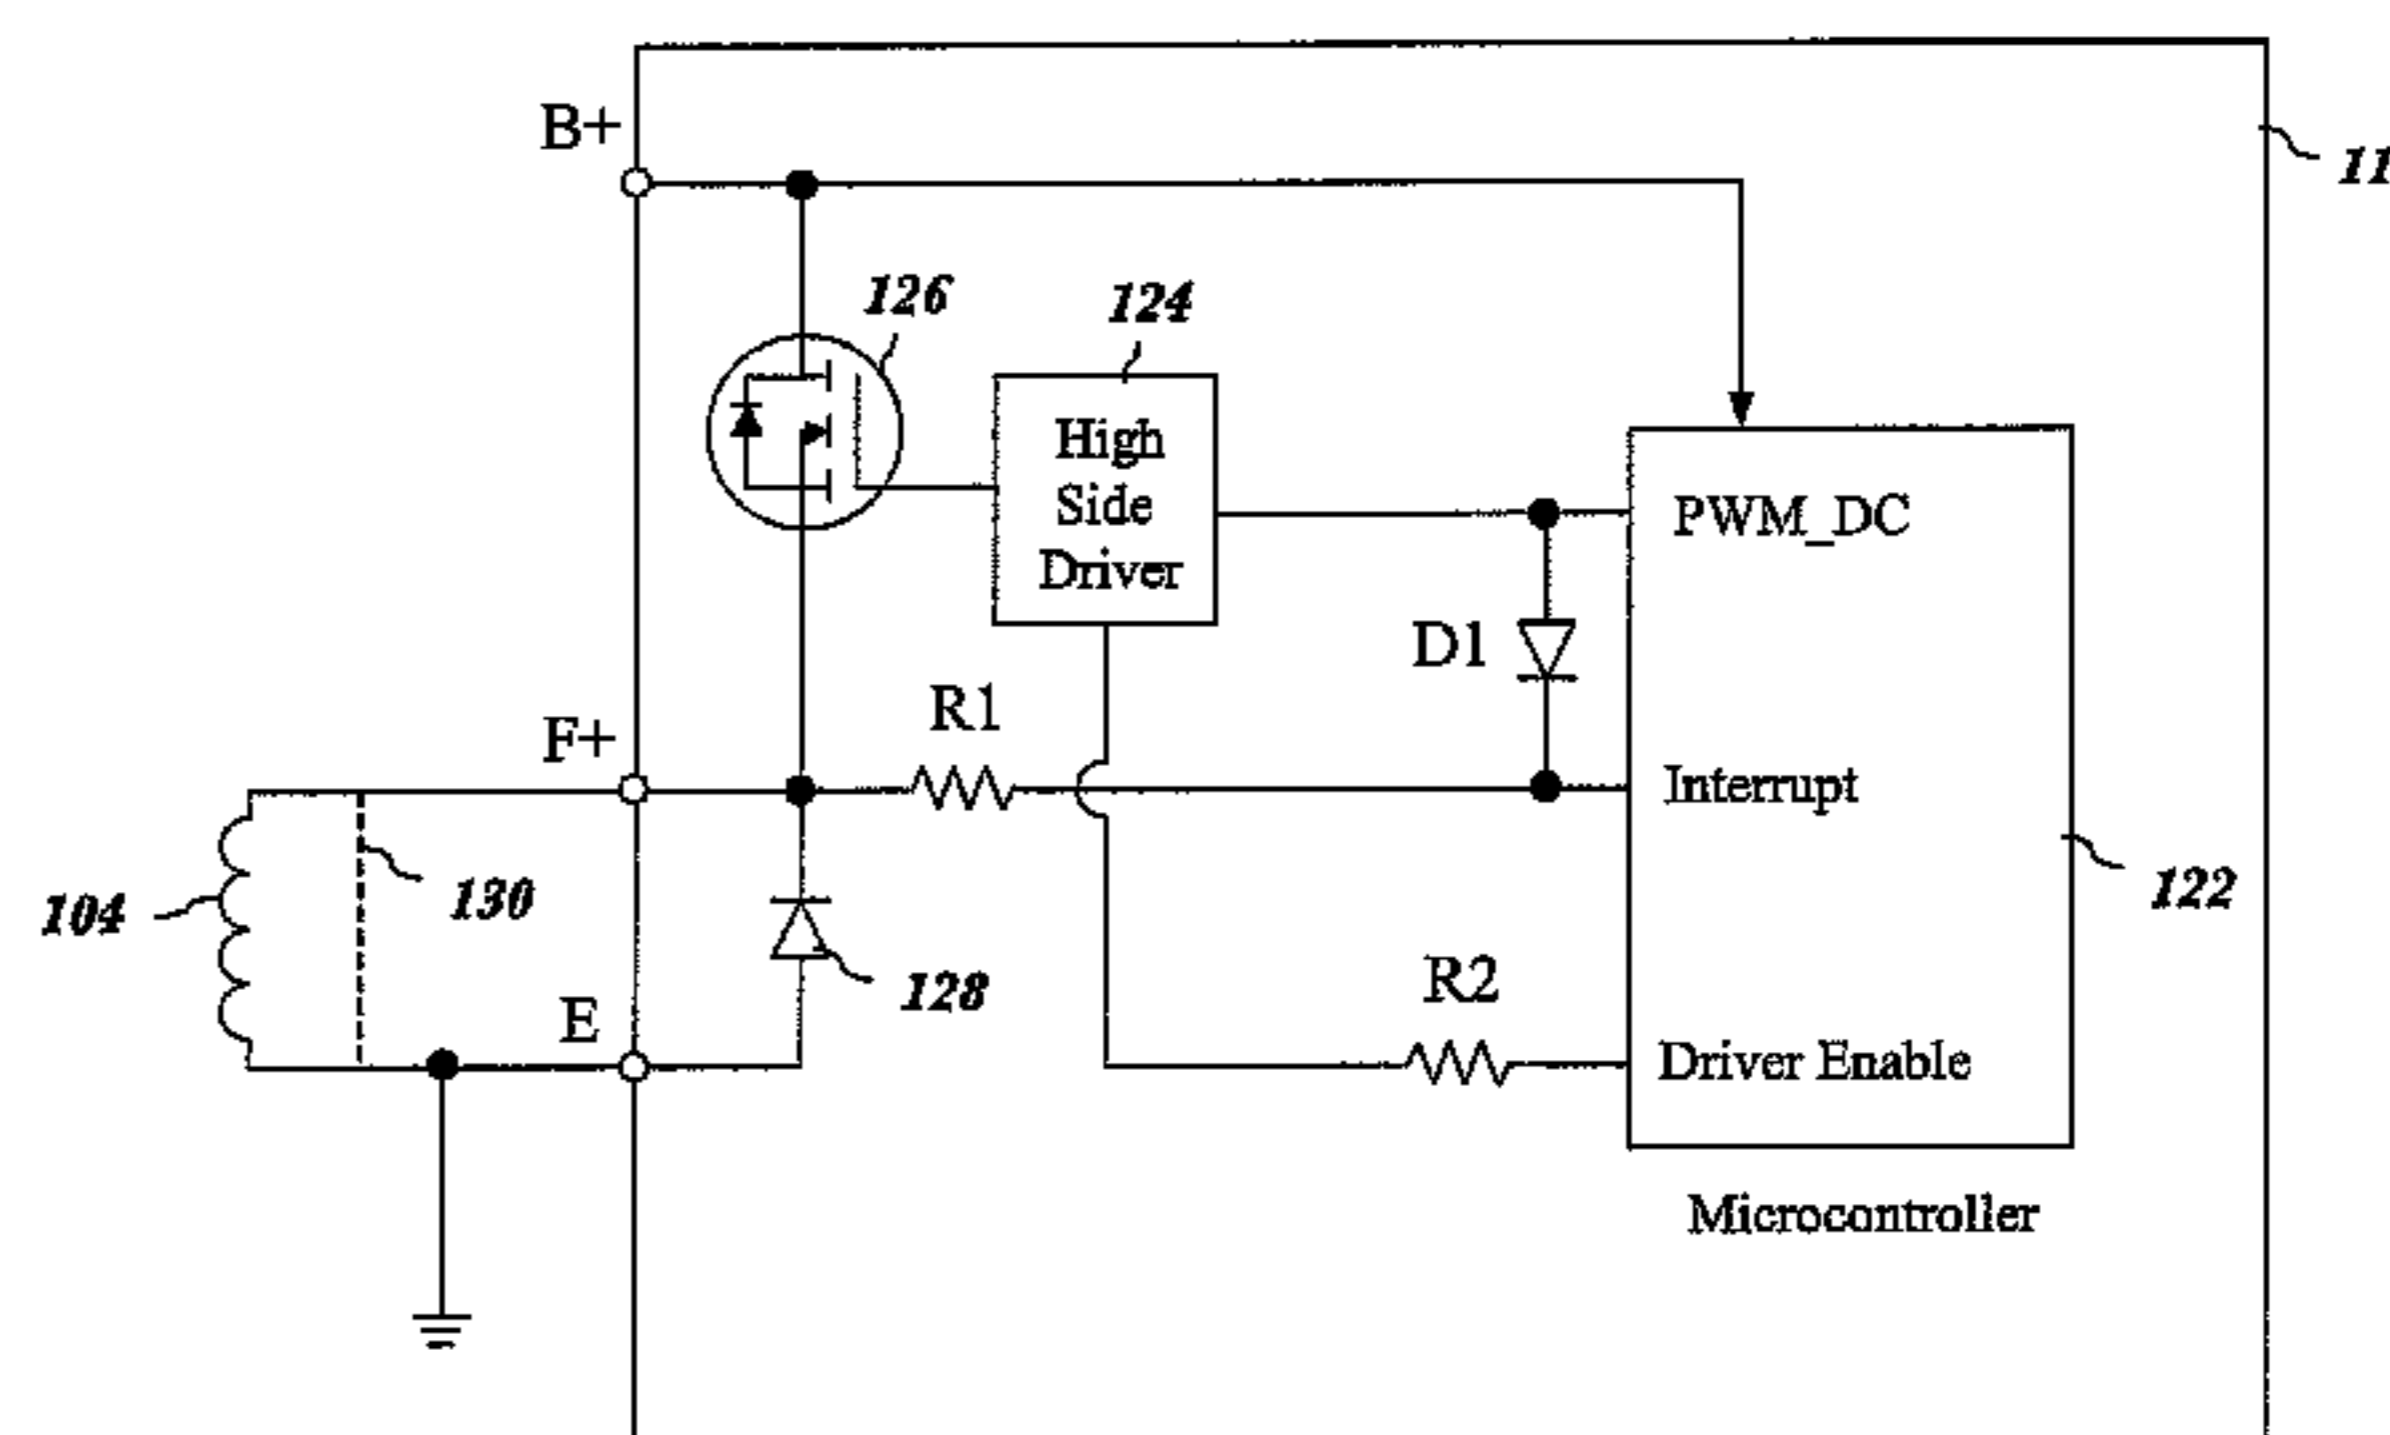 B+
11
126
124
High
Side
Driver
PWM_DC
D1
R1
F+
Interrupt
104
130
122
E
128
R2
Driver Enable
Microcontroller